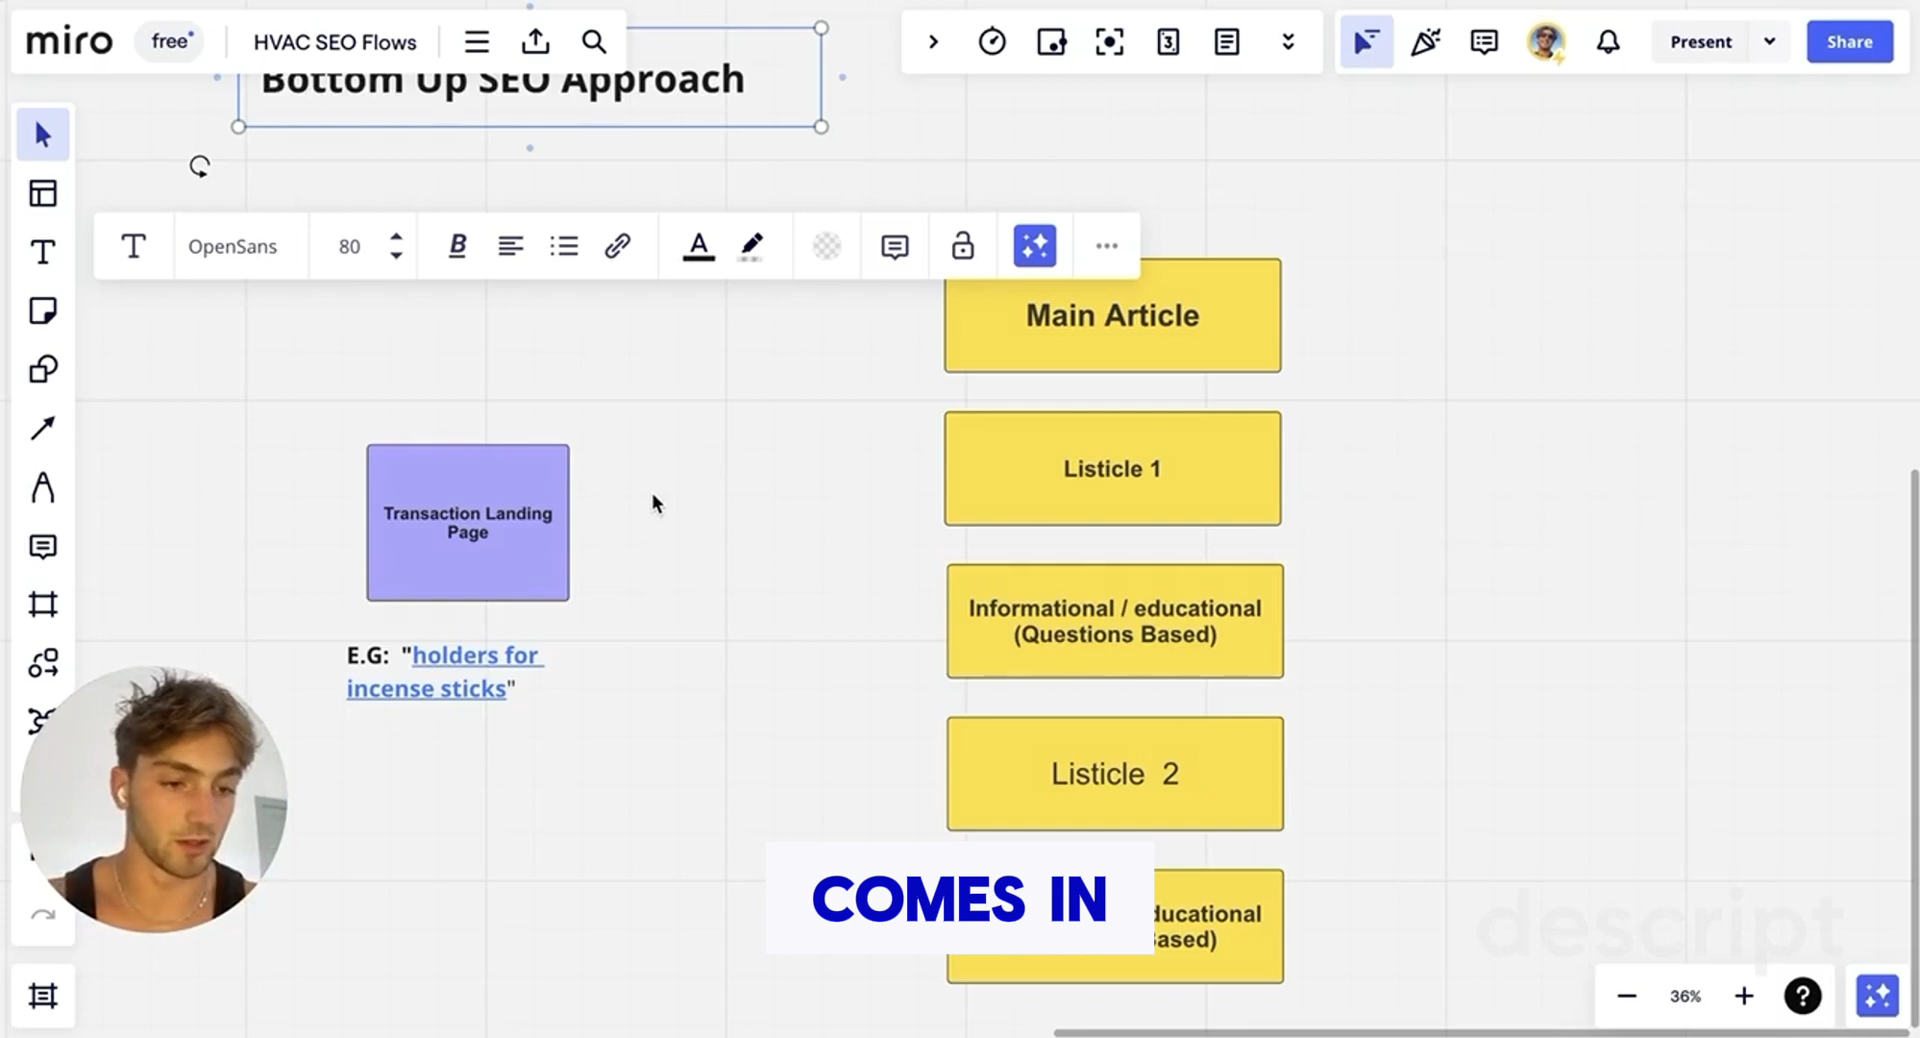 miro
free
HVAC SEO Flows
Present
Share
Bottom Up SEO Approach
OpenSans
80
Main Article
Listicle 1
Transaction Landing
Page
Informational / educational
(Questions Based)
E.G: "holders for
incense sticks"
Listicle 2
COMES IN
ducational
ased)
descript
36%